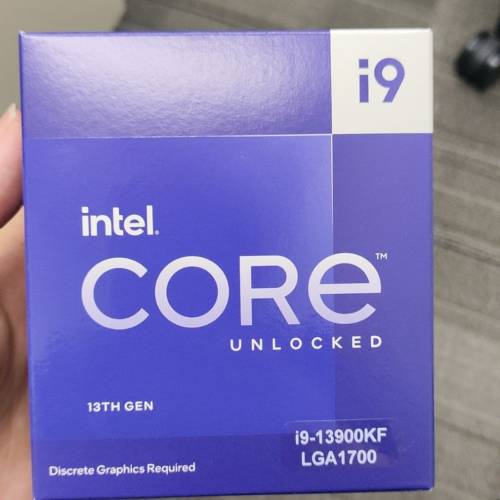 i9
intel.
CORe™
UNLOCKED
13TH GEN
i9-13900KF
LGA1700
Discrete Graphics Required